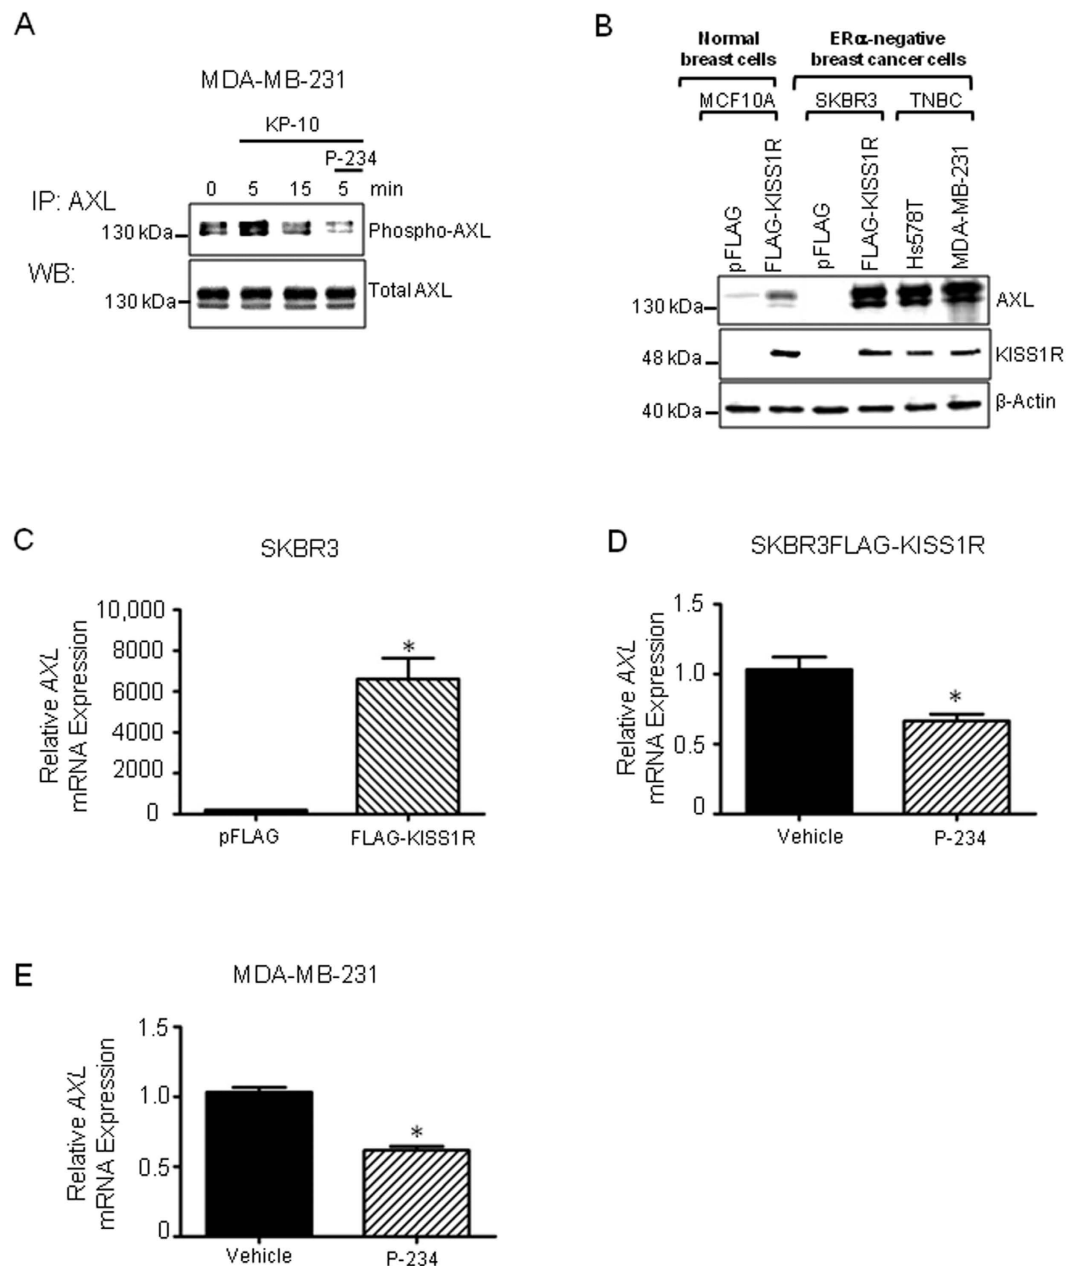 A
MDA-MB-231
KP-10
P-234
0 5 15 5 min
IP: AXL
130 kDa
Phospho-AXL
WB:
130 kDa
Total AXL
B
Normal
breast cells
ERα-negative
breast cancer cells
MCF10A
SKBR3
TNBC
pFLAG
FLAG-KISS1R
pFLAG
FLAG-KISS1R
Hs578T
MDA-MB-231
130 kDa
AXL
48 kDa
KISS1R
40 kDa
β-Actin
C
SKBR3
Relative AXL
mRNA Expression
10,000
8000
6000
4000
2000
0
*
pFLAG
FLAG-KISS1R
D
SKBR3FLAG-KISS1R
Relative AXL
mRNA Expression
1.5
1.0
0.5
0
*
Vehicle
P-234
E
MDA-MB-231
Relative AXL
mRNA Expression
1.5
1.0
0.5
0
*
Vehicle
P-234